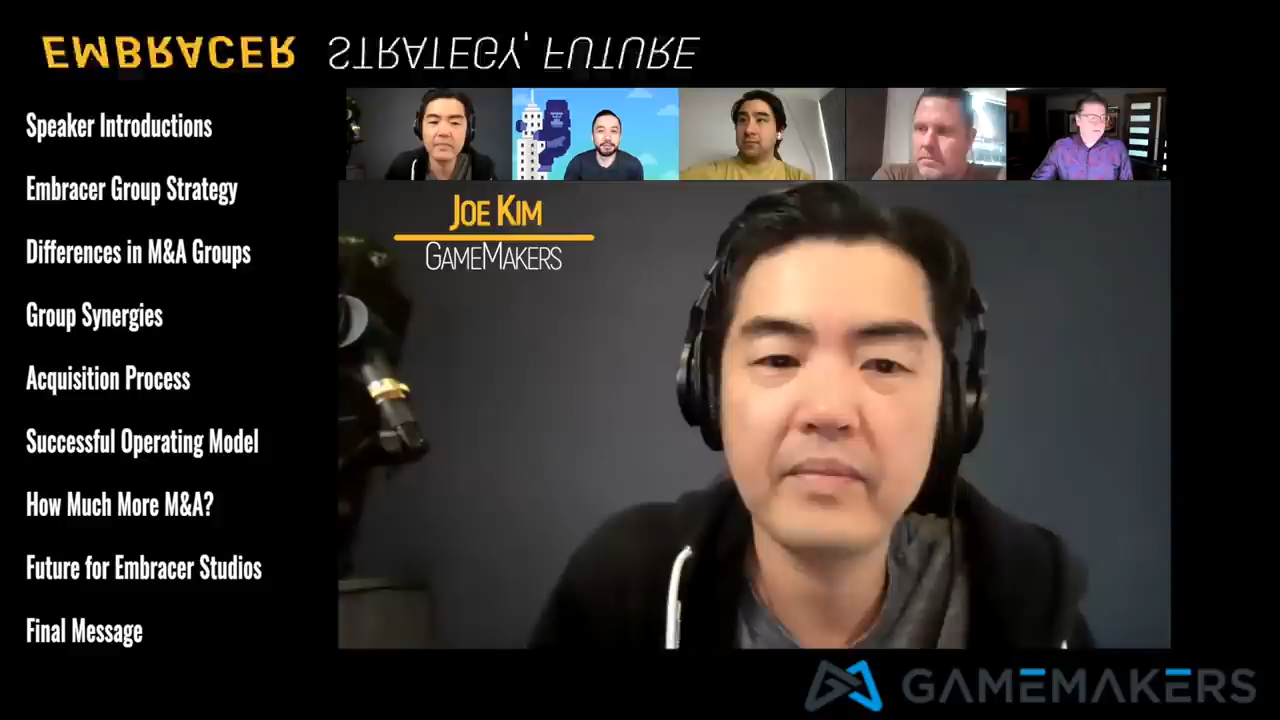 EMBRACER STRATEGY, FUTURE
Speaker Introductions
Embracer Group Strategy
Differences in M&A Groups
Group Synergies
Acquisition Process
Successful Operating Model
How Much More M&A?
Future for Embracer Studios
Final Message
JOE KIM
GAMEMAKERS
GAMEMAKERS